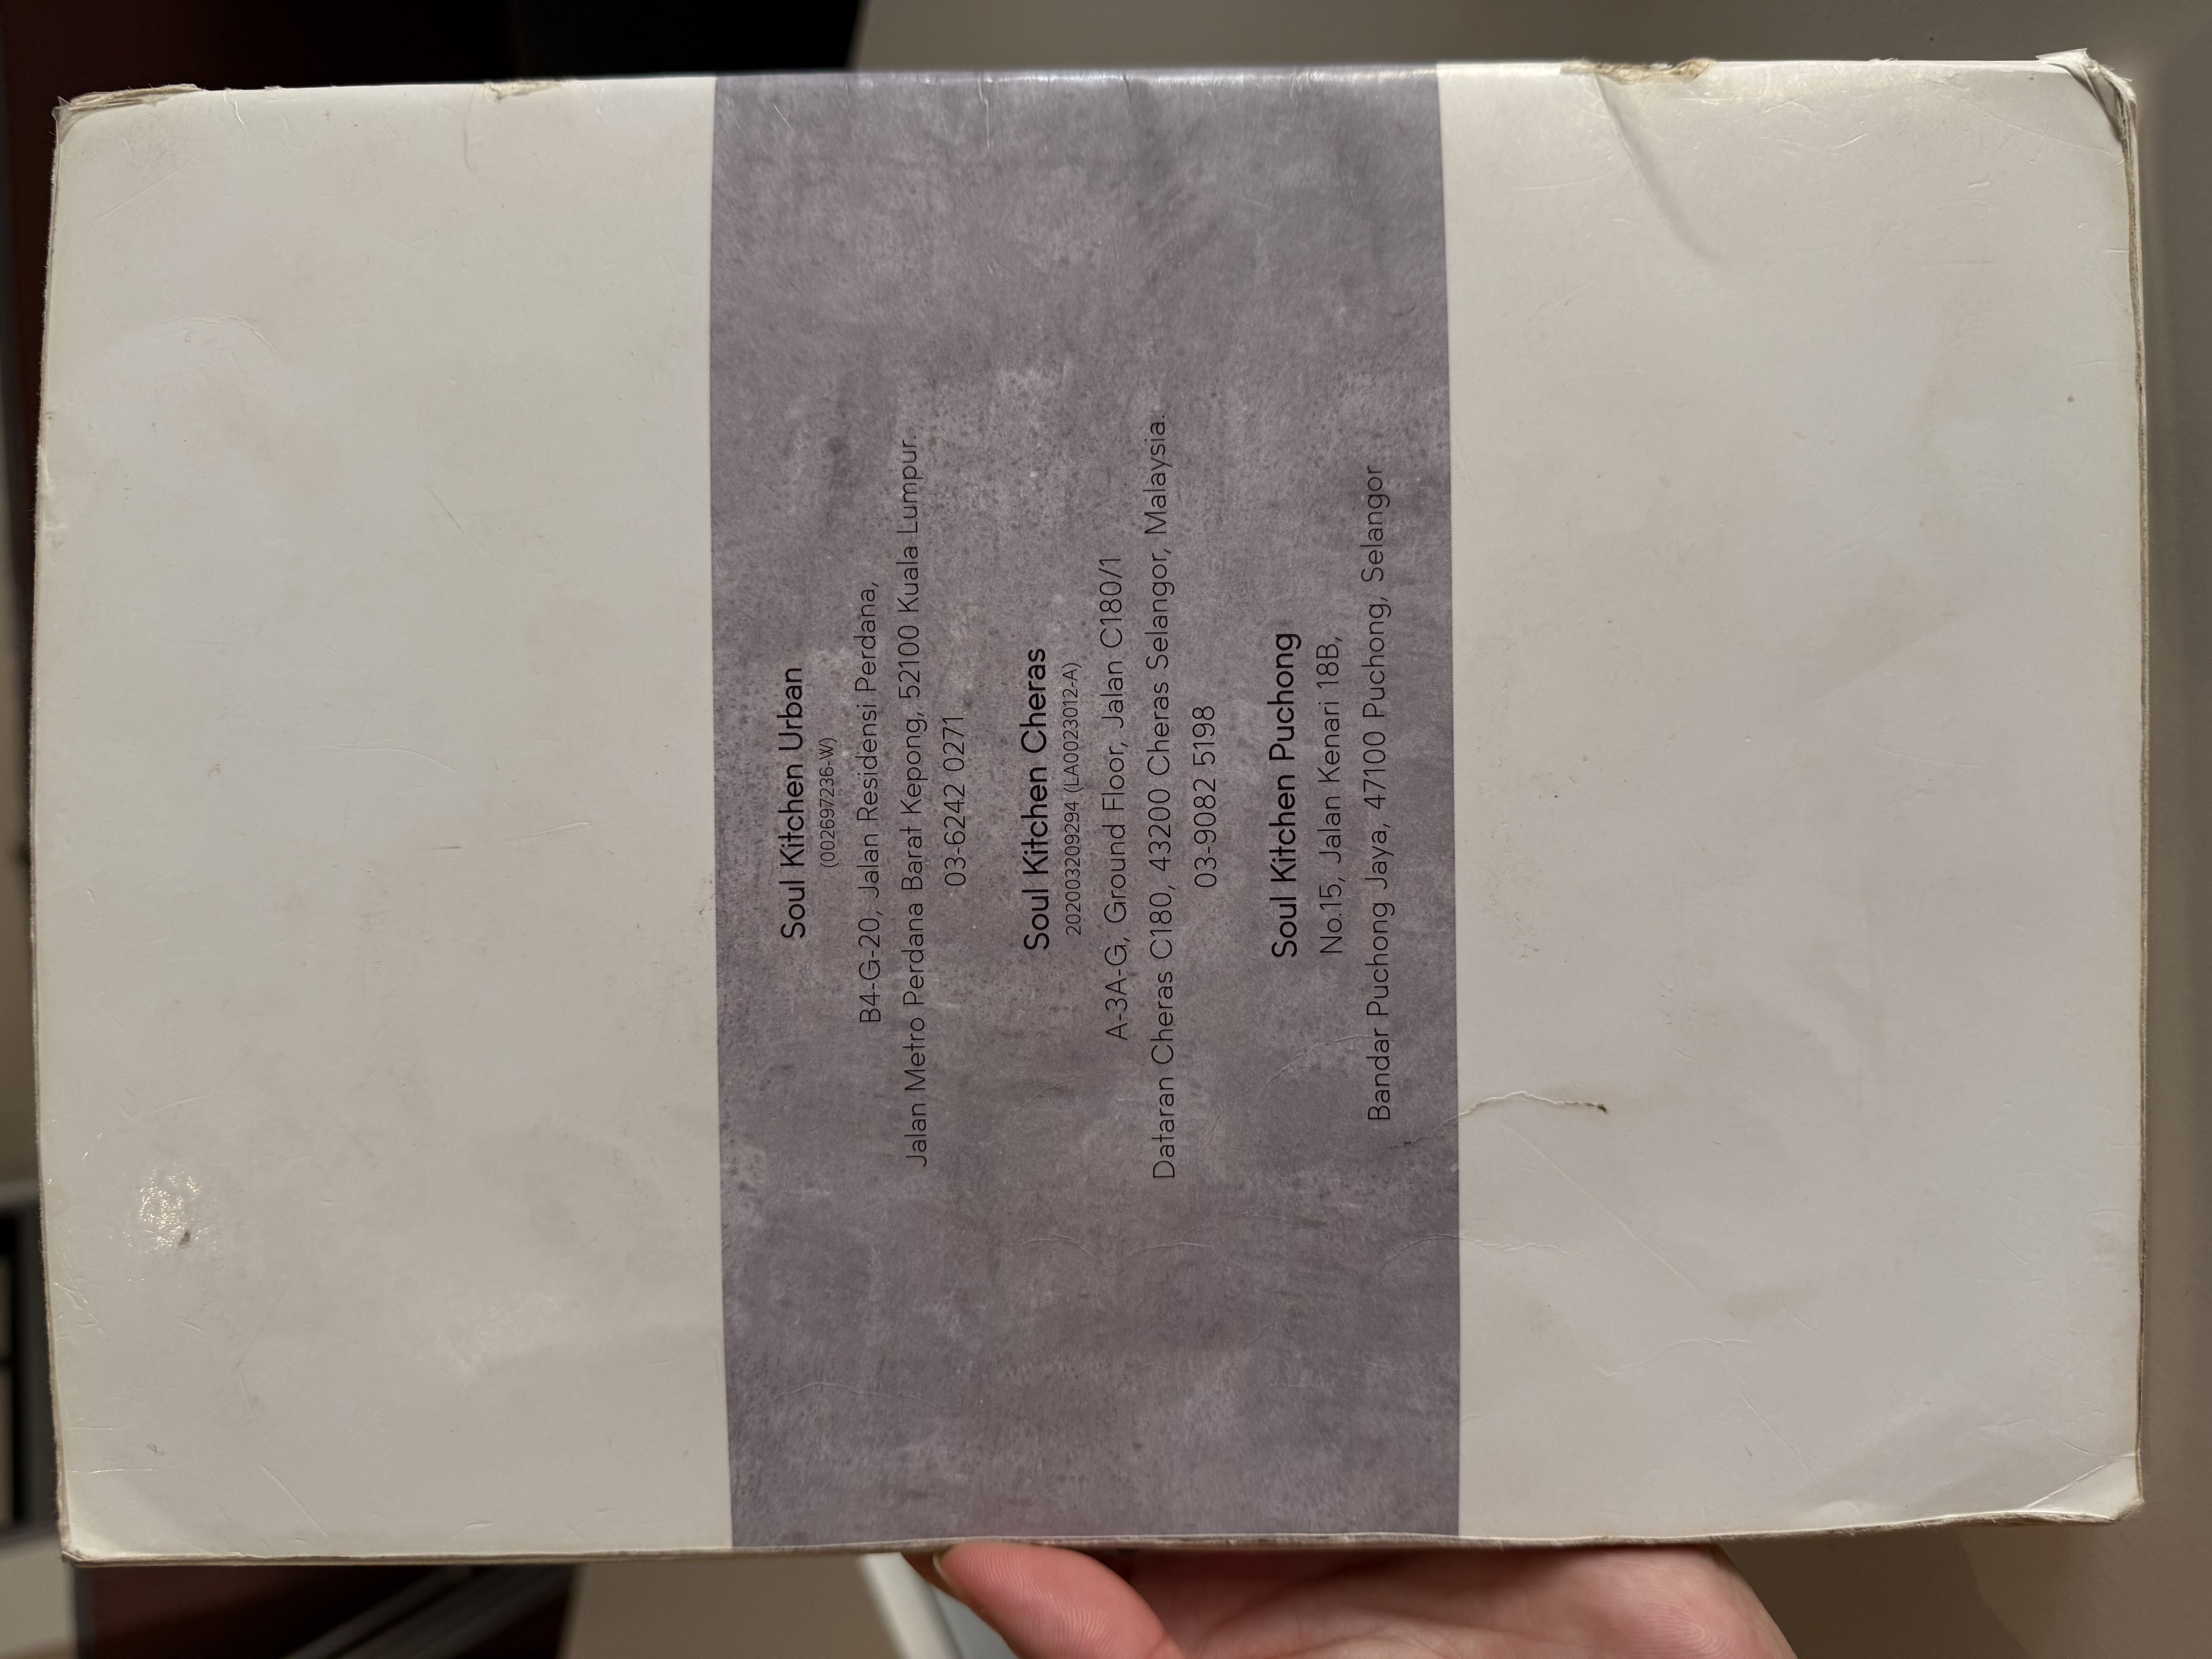 Soul Kitchen Urban
(002697236-W)
B4-G-20, Jalan Residensi Perdana,
Jalan Metro Perdana Barat Kepong, 52100 Kuala Lumpur.
03-6242 0271
Soul Kitchen Cheras
202003209294 (LA0023012-A)
A-3A-G, Ground Floor, Jalan C180/1
Dataran Cheras C180, 43200 Cheras Selangor, Malaysia.
03-9082 5198
Soul Kitchen Puchong
No.15, Jalan Kenari 18B,
Bandar Puchong Jaya, 47100 Puchong, Selangor